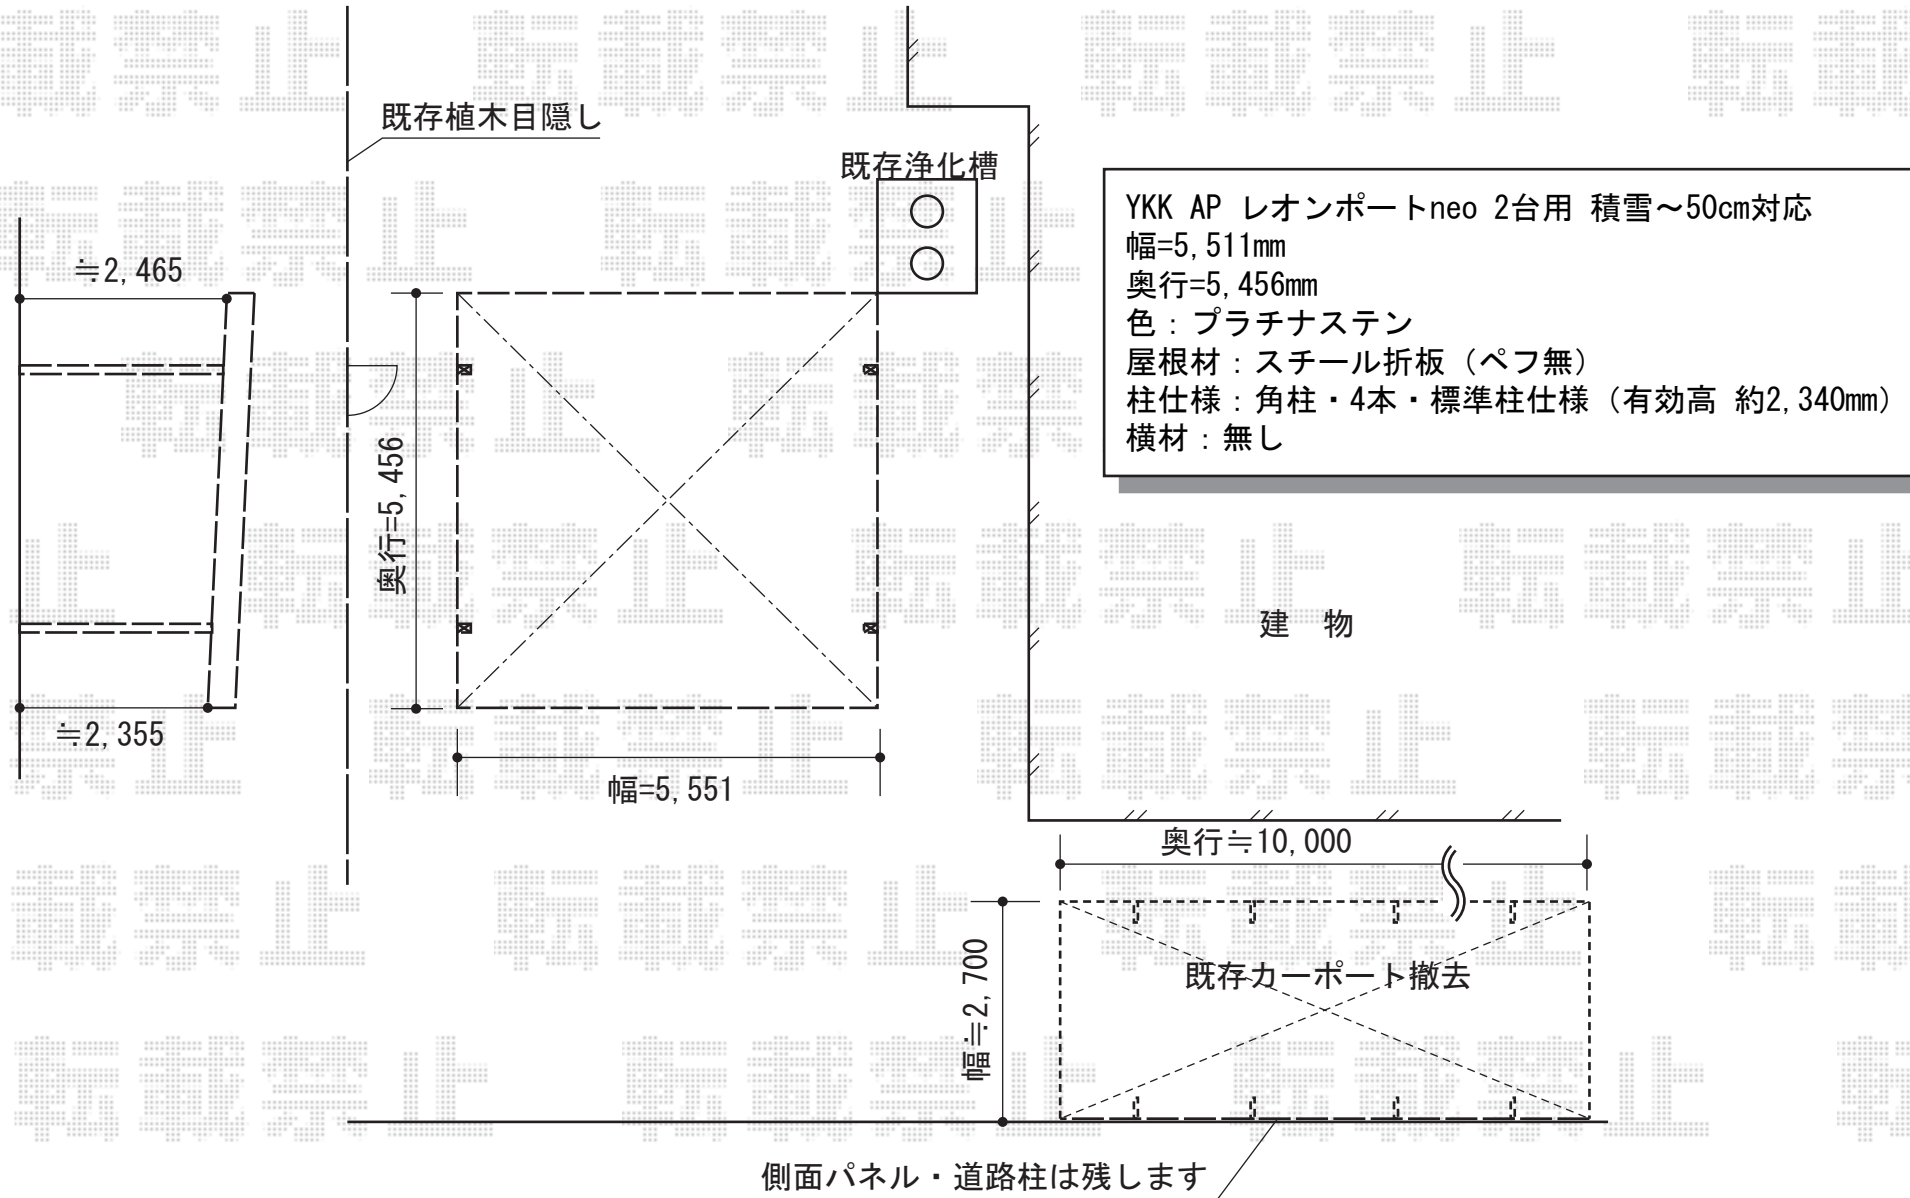 既存植木目隠し
既存浄化槽
YKK AP レオンポートneo 2台用 積雪～50cm対応
幅=5,511mm
奥行=5,456mm
色：プラチナステン
屋根材：スチール折板（ペフ無）
柱仕様：角柱・4本・標準柱仕様（有効高 約2,340mm）
横材：無し
≒2,465
奥行=5,456
≒2,355
幅=5,551
建 物
奥行≒10,000
幅≒2,700
既存カーポート撤去
側面パネル・道路柱は残します
転載禁止